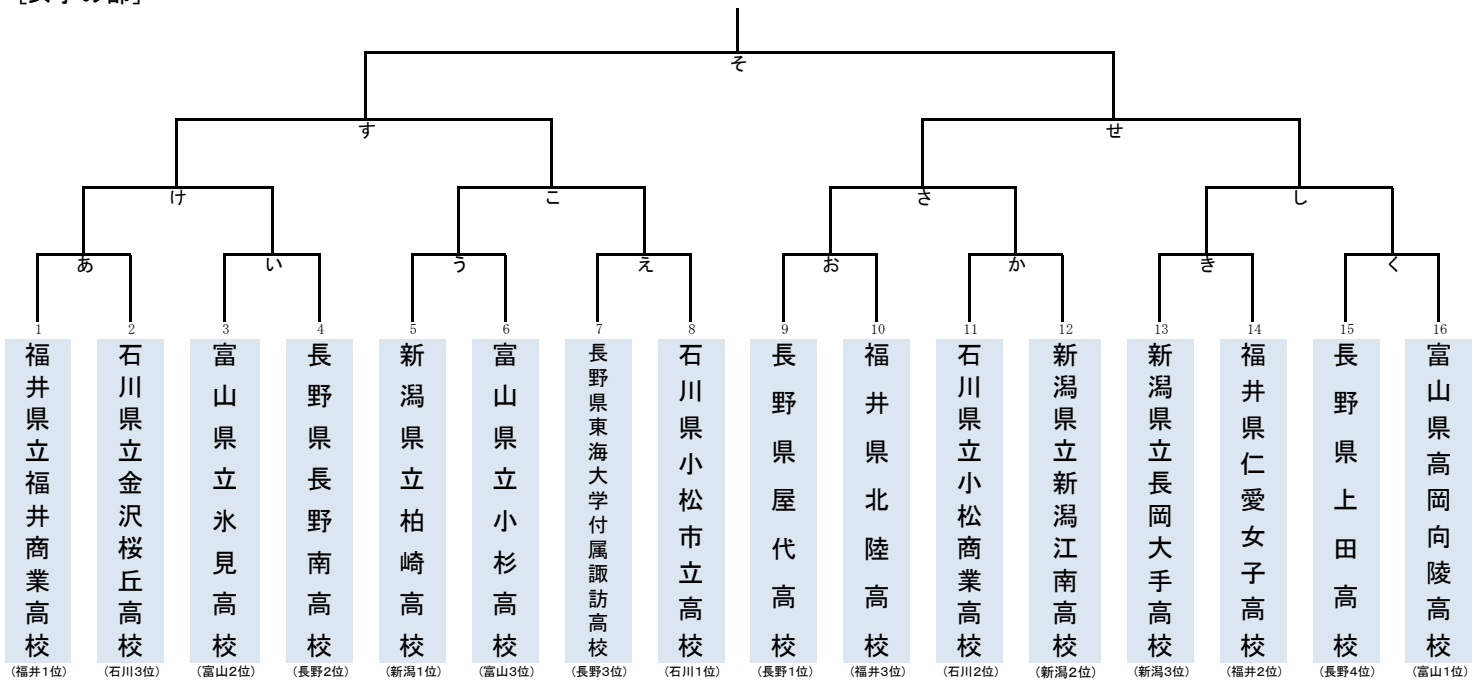 [女子の部]
そ
す
せ
け
こ
さ
し
あ
い
う
え
お
か
き
く
1
2
3
4
5
6
7
8
9
10
11
12
13
14
15
16
福井県立福井商業高校
石川県立金沢桜丘高校
富山県立氷見高校
長野県長野南高校
新潟県立柏崎高校
富山県立小杉高校
長野県東海大学付属諏訪高校
石川県小松市立高校
長野県屋代高校
福井県北陸高校
石川県立小松商業高校
新潟県立新潟江南高校
新潟県立長岡大手高校
福井県仁愛女子高校
長野県上田高校
富山県高岡向陵高校
(福井1位)
(石川3位)
(富山2位)
(長野2位)
(新潟1位)
(富山3位)
(長野3位)
(石川1位)
(長野1位)
(福井3位)
(石川2位)
(新潟2位)
(新潟3位)
(福井2位)
(長野4位)
(富山1位)